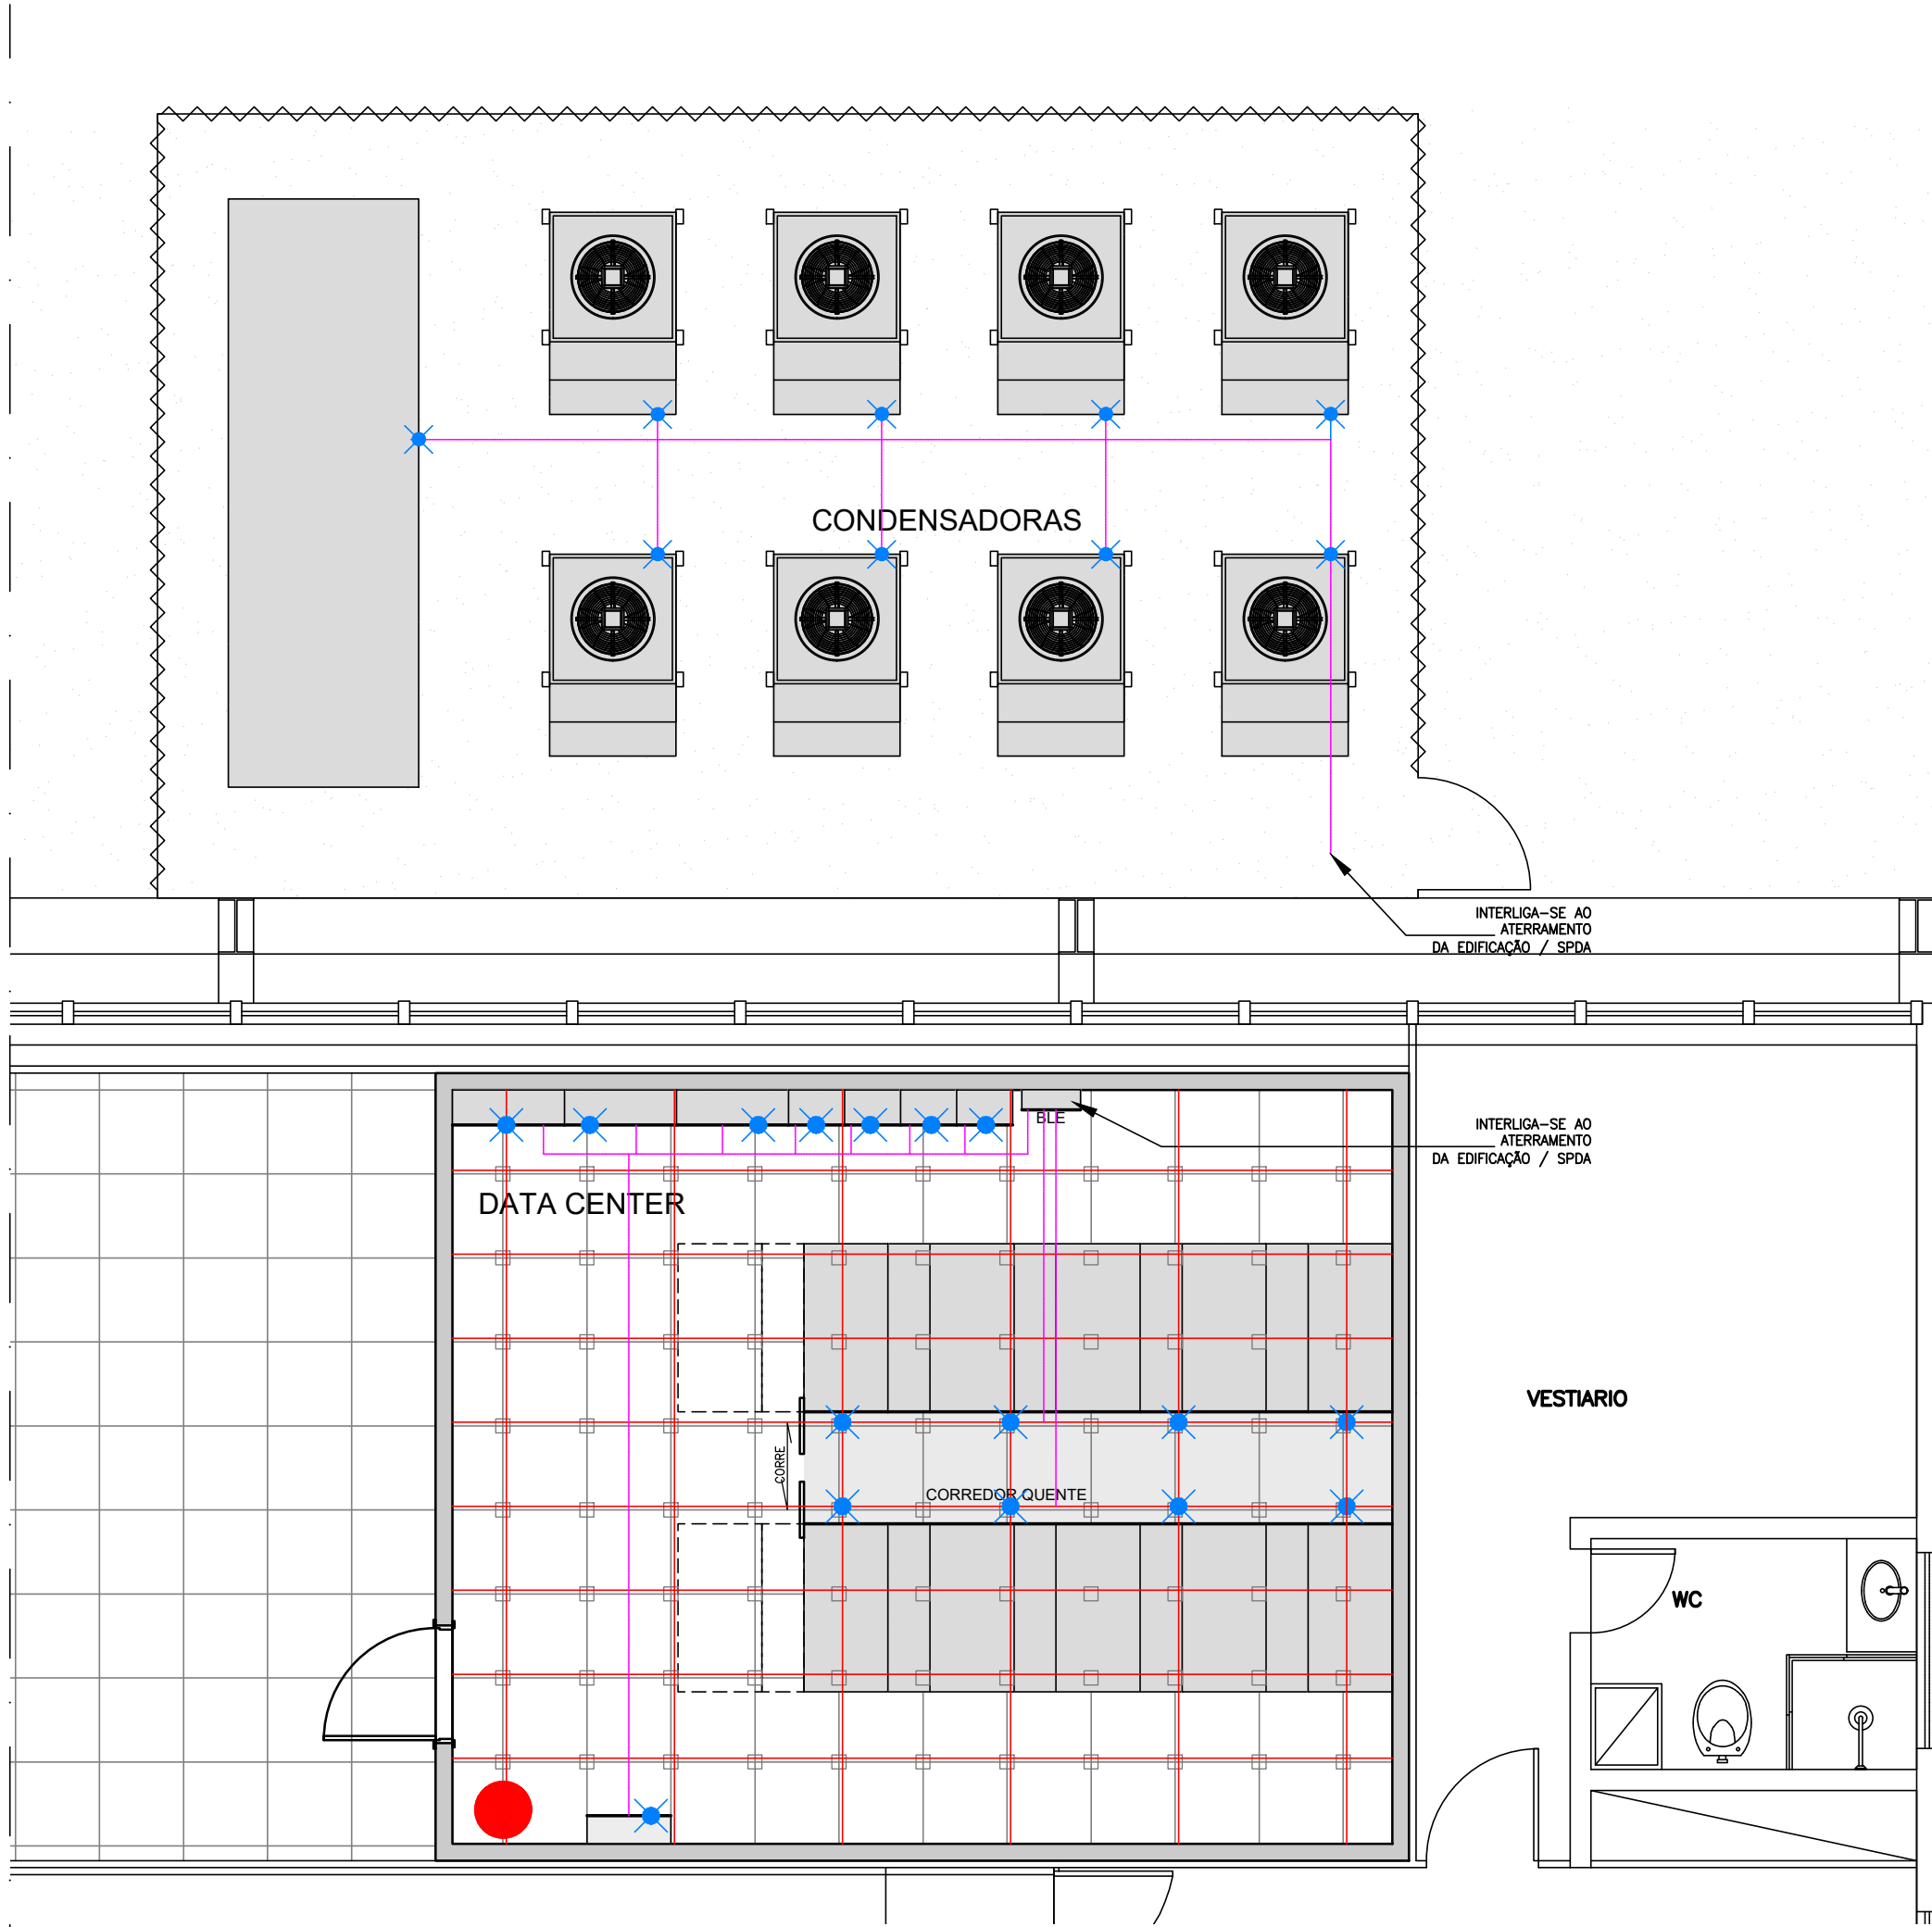 CONDENSADORAS
INTERLIGA-SE AO
ATERRAMENTO
DA EDIFICAÇÃO / SPDA
BLE
INTERLIGA-SE AO
ATERRAMENTO
DA EDIFICAÇÃO / SPDA
DATA CENTER
VESTIARIO
CORRE
CORREDOR QUENTE
WC